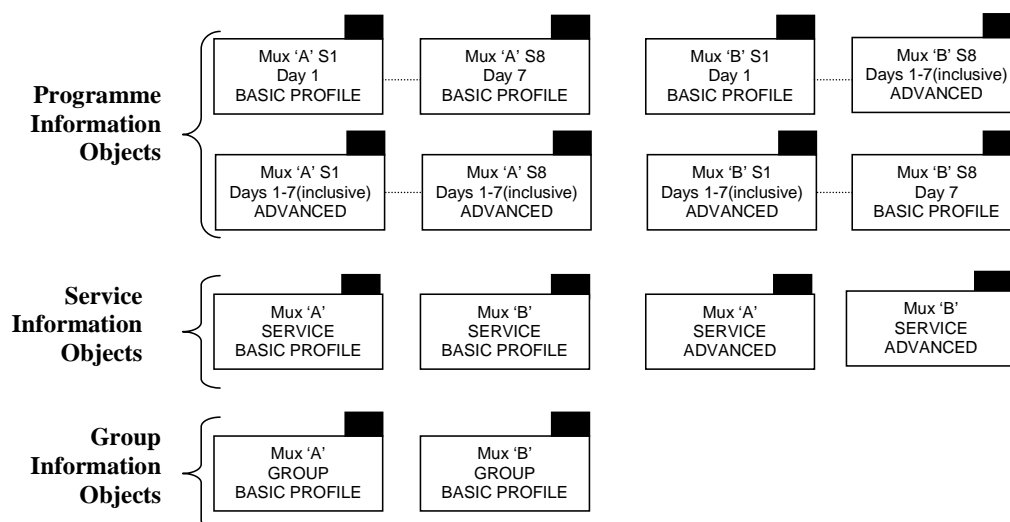 Programme
Information
Objects
Mux ‘A’ S1
Day 1
BASIC PROFILE
Mux ‘A’ S8
Day 7
BASIC PROFILE
Mux ‘B’ S1
Day 1
BASIC PROFILE
Mux ‘B’ S8
Days 1-7(inclusive)
ADVANCED
Mux ‘A’ S1
Days 1-7(inclusive)
ADVANCED
Mux ‘A’ S8
Days 1-7(inclusive)
ADVANCED
Mux ‘B’ S1
Days 1-7(inclusive)
ADVANCED
Mux ‘B’ S8
Day 7
BASIC PROFILE
Service
Information
Objects
Mux ‘A’
SERVICE
BASIC PROFILE
Mux ‘B’
SERVICE
BASIC PROFILE
Mux ‘A’
SERVICE
ADVANCED
Mux ‘B’
SERVICE
ADVANCED
Group
Information
Objects
Mux ‘A’
GROUP
BASIC PROFILE
Mux ‘B’
GROUP
BASIC PROFILE